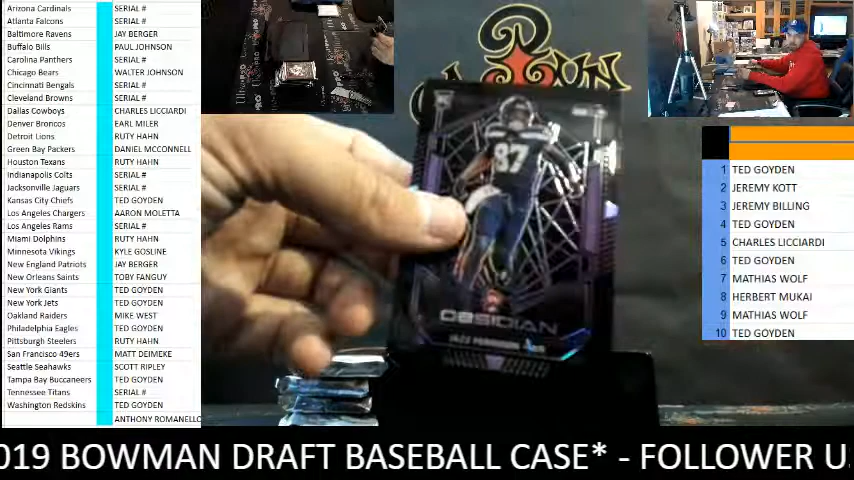 Arizona Cardinals SERIAL #
Atlanta Falcons SERIAL #
Baltimore Ravens JAY BERGER
Buffalo Bills PAUL JOHNSON
Carolina Panthers SERIAL #
Chicago Bears WALTER JOHNSON
Cincinnati Bengals SERIAL #
Cleveland Browns SERIAL #
Dallas Cowboys CHARLES LICCIARDI
Denver Broncos EARL MILER
Detroit Lions RUTY HAHN
Green Bay Packers DANIEL MCCONNELL
Houston Texans RUTY HAHN
Indianapolis Colts SERIAL #
Jacksonville Jaguars SERIAL #
Kansas City Chiefs TED GOYDEN
Los Angeles Chargers AARON MOLETTA
Los Angeles Rams SERIAL #
Miami Dolphins RUTY HAHN
Minnesota Vikings KYLE GOSLINE
New England Patriots JAY BERGER
New Orleans Saints TOBY FANGUY
New York Giants TED GOYDEN
New York Jets TED GOYDEN
Oakland Raiders MIKE WEST
Philadelphia Eagles TED GOYDEN
Pittsburgh Steelers RUTY HAHN
San Francisco 49ers MATT DEIMEKE
Seattle Seahawks SCOTT RIPLEY
Tampa Bay Buccaneers TED GOYDEN
Tennessee Titans SERIAL #
Washington Redskins TED GOYDEN
ANTHONY ROMANELLO
87
OBSIDIAN
1 TED GOYDEN
2 JEREMY KOTT
3 JEREMY BILLING
4 TED GOYDEN
5 CHARLES LICCIARDI
6 TED GOYDEN
7 MATHIAS WOLF
8 HERBERT MUKAI
9 MATHIAS WOLF
10 TED GOYDEN
019 BOWMAN DRAFT BASEBALL CASE* - FOLLOWER U